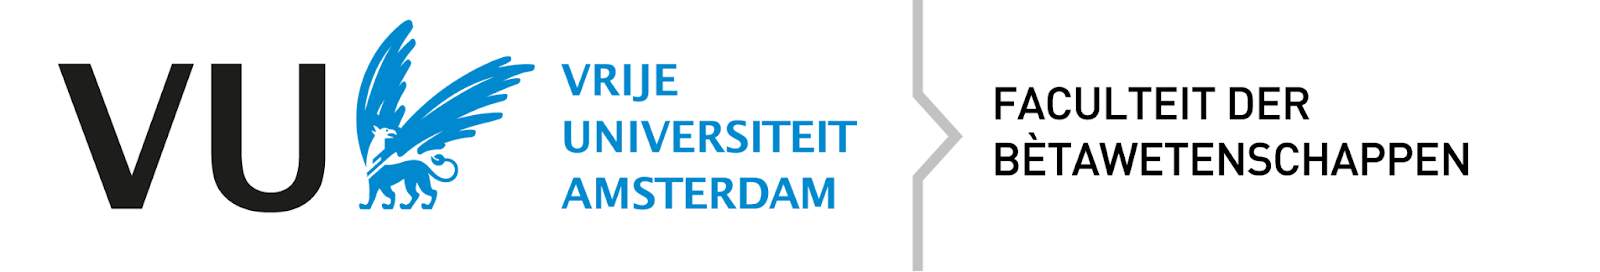 VU
VRIJE
UNIVERSITEIT
AMSTERDAM
FACULTEIT DER
BÈTAWETENSCHAPPEN